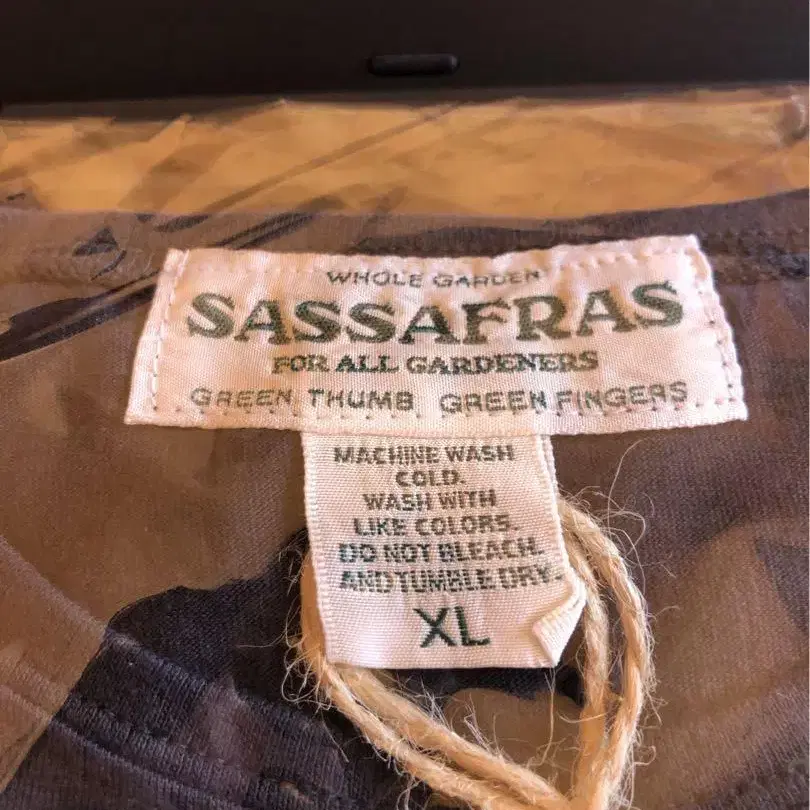 WHOLE GARDEN
SASSAFRAS
FOR ALL GARDENERS
GREEN THUMB GREEN FINGERS
MACHINE WASH
COLD.
WASH WITH
LIKE COLORS.
DO NOT BLEACH.
AND TUMBLE DRY.
XL